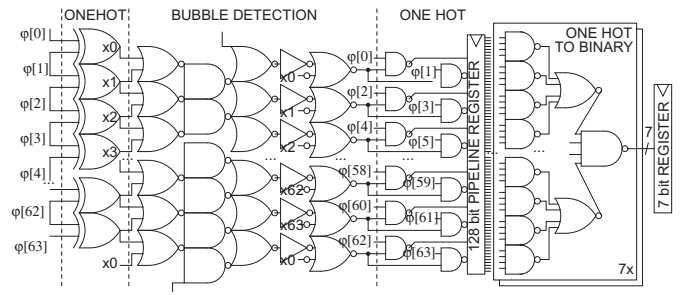 ONEHOT
BUBBLE DETECTION
ONE HOT
ONE HOT
TO BINARY
φ[0]
φ[1]
φ[2]
φ[3]
φ[4]
...
φ[62]
φ[63]
x0
x1
x2
x3
...
x0
...
x0
x1
x2
...
x62
x63
x0
φ[0]
φ[1]
φ[2]
φ[3]
φ[4]
φ[5]
...
φ[58]
φ[59]
φ[60]
φ[61]
φ[62]
φ[63]
128 bit PIPELINE REGISTER
...
...
7x
7
7 bit REGISTER